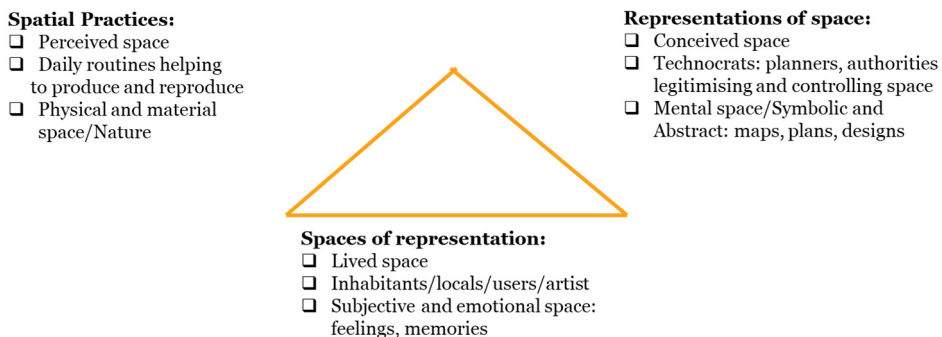 Spatial Practices:
❑ Perceived space
❑ Daily routines helping
to produce and reproduce
❑ Physical and material
space/Nature
Representations of space:
❑ Conceived space
❑ Technocrats: planners, authorities
legitimising and controlling space
❑ Mental space/Symbolic and
Abstract: maps, plans, designs
Spaces of representation:
❑ Lived space
❑ Inhabitants/locals/users/artist
❑ Subjective and emotional space:
feelings, memories